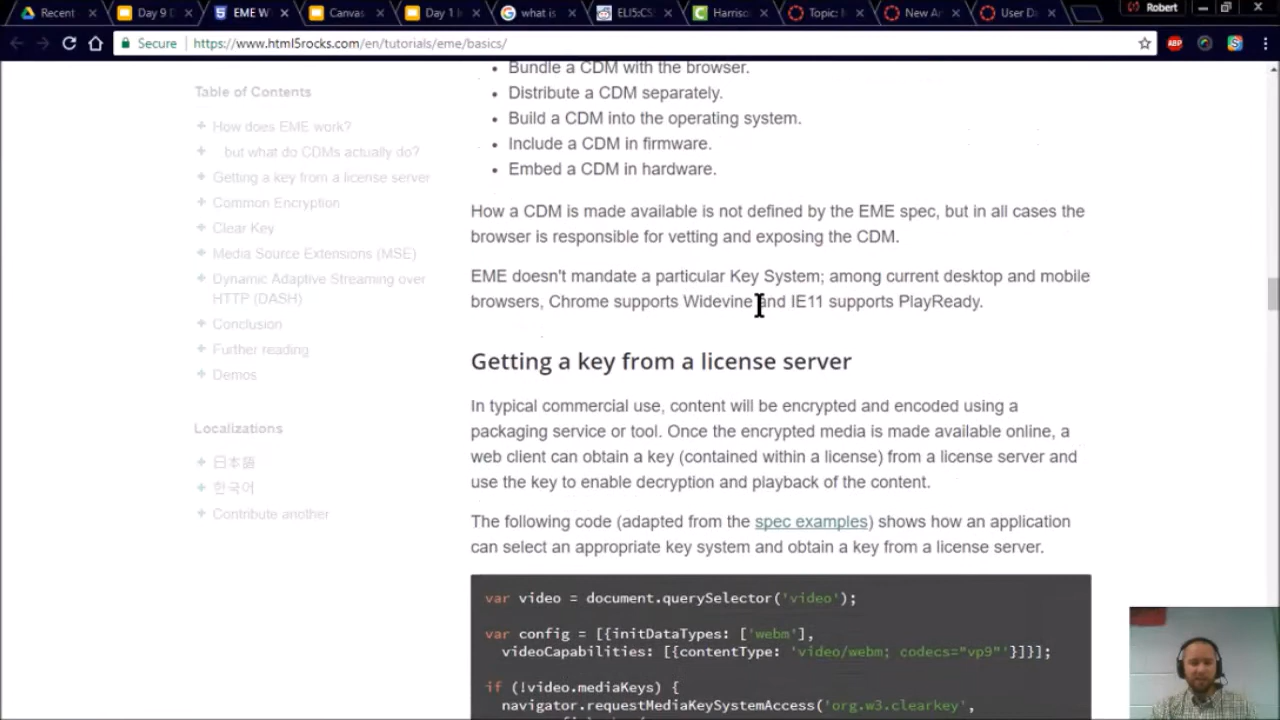 Recent
Day 9 D
EME W
Canvas
Day 1 I
what is
ELI5:CS
Harriso
Topic: M
New A
User D
Robert
Secure
https://www.html5rocks.com/en/tutorials/eme/basics/
ABP
Table of Contents
How does EME work?
but what do CDMs actually do?
Getting a key from a license server
Common Encryption
Clear Key
Media Source Extensions (MSE)
Dynamic Adaptive Streaming over
HTTP (DASH)
Conclusion
Further reading
Demos
Localizations
日本語
한국어
Contribute another
Bundle a CDM with the browser.
Distribute a CDM separately.
Build a CDM into the operating system.
Include a CDM in firmware.
Embed a CDM in hardware.
How a CDM is made available is not defined by the EME spec, but in all cases the
browser is responsible for vetting and exposing the CDM.
EME doesn't mandate a particular Key System; among current desktop and mobile
browsers, Chrome supports Widevine and IE11 supports PlayReady.
Getting a key from a license server
In typical commercial use, content will be encrypted and encoded using a
packaging service or tool. Once the encrypted media is made available online, a
web client can obtain a key (contained within a license) from a license server and
use the key to enable decryption and playback of the content.
The following code (adapted from the spec examples) shows how an application
can select an appropriate key system and obtain a key from a license server.
var video = document.querySelector('video');
var config = [{initDataTypes: ['webm'],
videoCapabilities: [{contentType: 'video/webm; codecs="vp9"'}]}];
if (!video.mediaKeys) {
navigator.requestMediaKeySystemAccess('org.w3.clearkey',